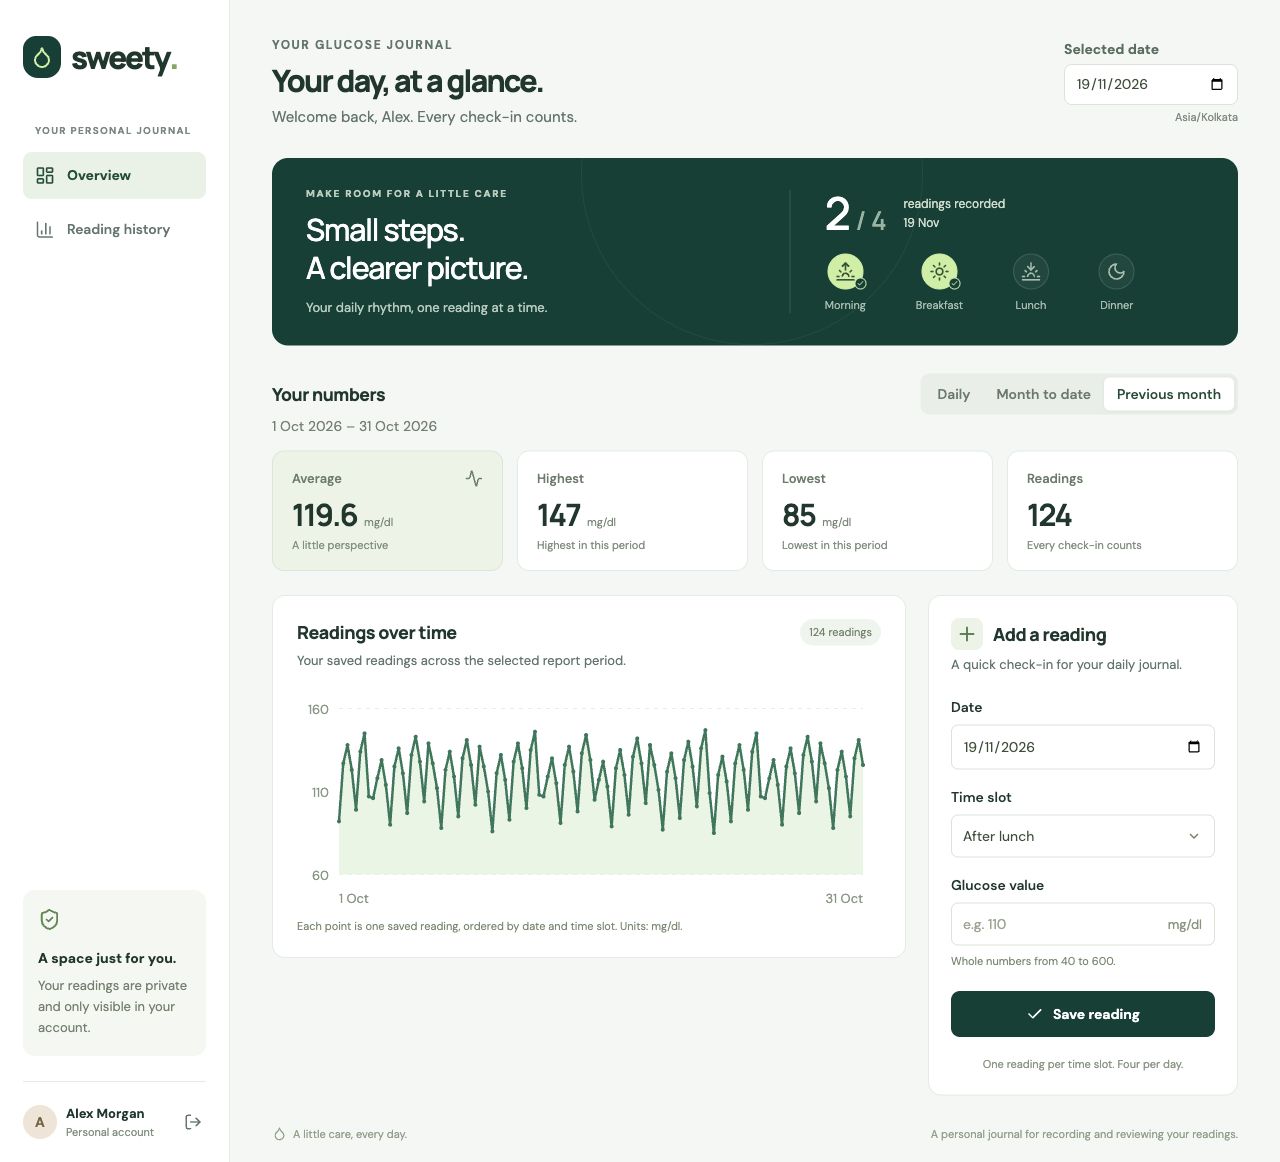 sweety.
YOUR PERSONAL JOURNAL
Overview
Reading history
A space just for you.
Your readings are private
and only visible in your
account.
A
Alex Morgan
Personal account
YOUR GLUCOSE JOURNAL
Your day, at a glance.
Welcome back, Alex. Every check-in counts.
Selected date
19/11/2026
Asia/Kolkata
MAKE ROOM FOR A LITTLE CARE
Small steps.
A clearer picture.
Your daily rhythm, one reading at a time.
2 / 4
readings recorded
19 Nov
Morning
Breakfast
Lunch
Dinner
Your numbers
1 Oct 2026 – 31 Oct 2026
Daily
Month to date
Previous month
Average
119.6 mg/dl
A little perspective
Highest
147 mg/dl
Highest in this period
Lowest
85 mg/dl
Lowest in this period
Readings
124
Every check-in counts
Readings over time
124 readings
Your saved readings across the selected report period.
160
110
60
1 Oct
31 Oct
Each point is one saved reading, ordered by date and time slot. Units: mg/dl.
Add a reading
A quick check-in for your daily journal.
Date
19/11/2026
Time slot
After lunch
Glucose value
e.g. 110
mg/dl
Whole numbers from 40 to 600.
Save reading
One reading per time slot. Four per day.
A little care, every day.
A personal journal for recording and reviewing your readings.